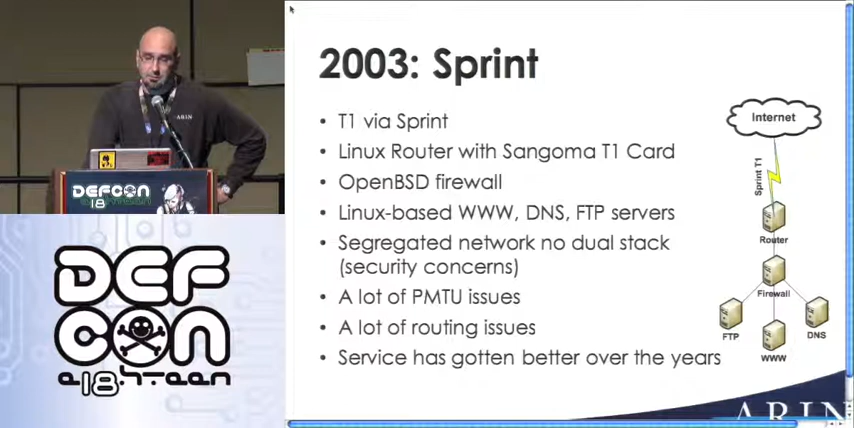 2003: Sprint
• T1 via Sprint
• Linux Router with Sangoma T1 Card
• OpenBSD firewall
• Linux-based WWW, DNS, FTP servers
• Segregated network no dual stack
(security concerns)
• A lot of PMTU issues
• A lot of routing issues
• Service has gotten better over the years
Internet
Sprint T1
Router
Firewall
FTP
WWW
DNS
ARIN
ARIN
DEFCON
18
DEF
CON
e18hteen